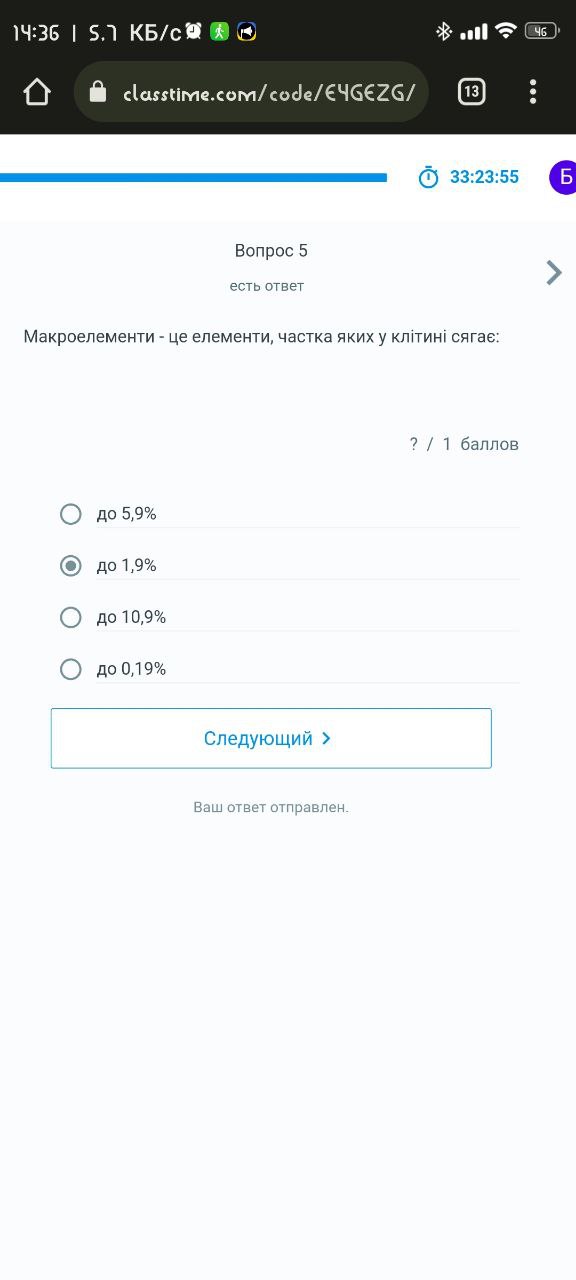 14:36 | 5.7 КБ/с
46
classtime.com/code/E4GEZG/
13
33:23:55
Б
Вопрос 5
есть ответ
Макроелементи - це елементи, частка яких у клітині сягає:
? / 1 баллов
до 5,9%
до 1,9%
до 10,9%
до 0,19%
Следующий
Ваш ответ отправлен.